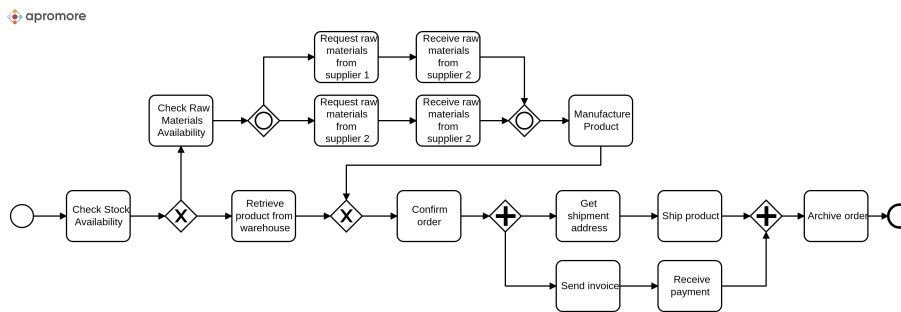 apromore
Request raw
materials
from
supplier 1
Receive raw
materials
from
supplier 2
Check Raw
Materials
Availability
Request raw
materials
from
supplier 2
Receive raw
materials
from
supplier 2
Manufacture
Product
Check Stock
Availability
X
Retrieve
product from
warehouse
X
Confirm
order
Get
shipment
address
Ship product
Archive order
Send invoice
Receive
payment